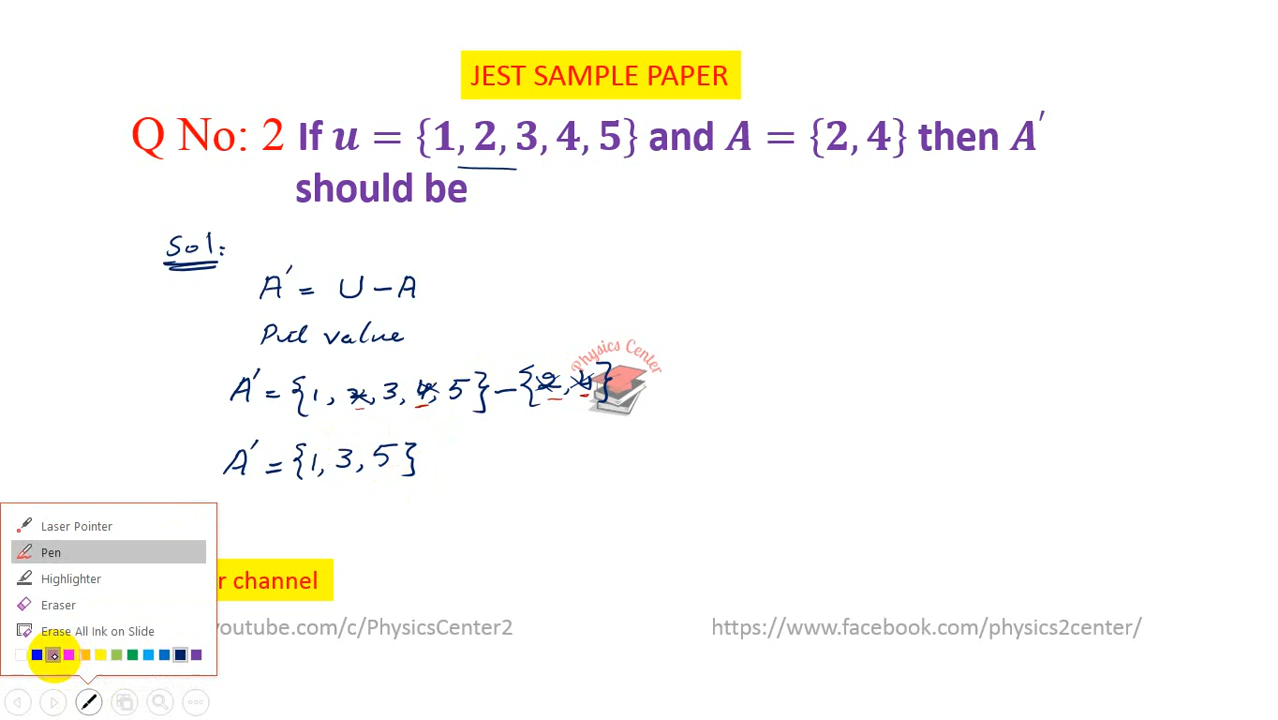 JEST SAMPLE PAPER
Q No: 2 If u = {1, 2, 3, 4, 5} and A = {2, 4} then A′
should be
Sol:
A′ = U − A
Put value
Physics Center
A′ = {1, 2, 3, 4, 5} − {2, 4}
A′ = {1, 3, 5}
Laser Pointer
Pen
Highlighter
Eraser
Erase All Ink on Slide
r channel
youtube.com/c/PhysicsCenter2
https://www.facebook.com/physics2center/